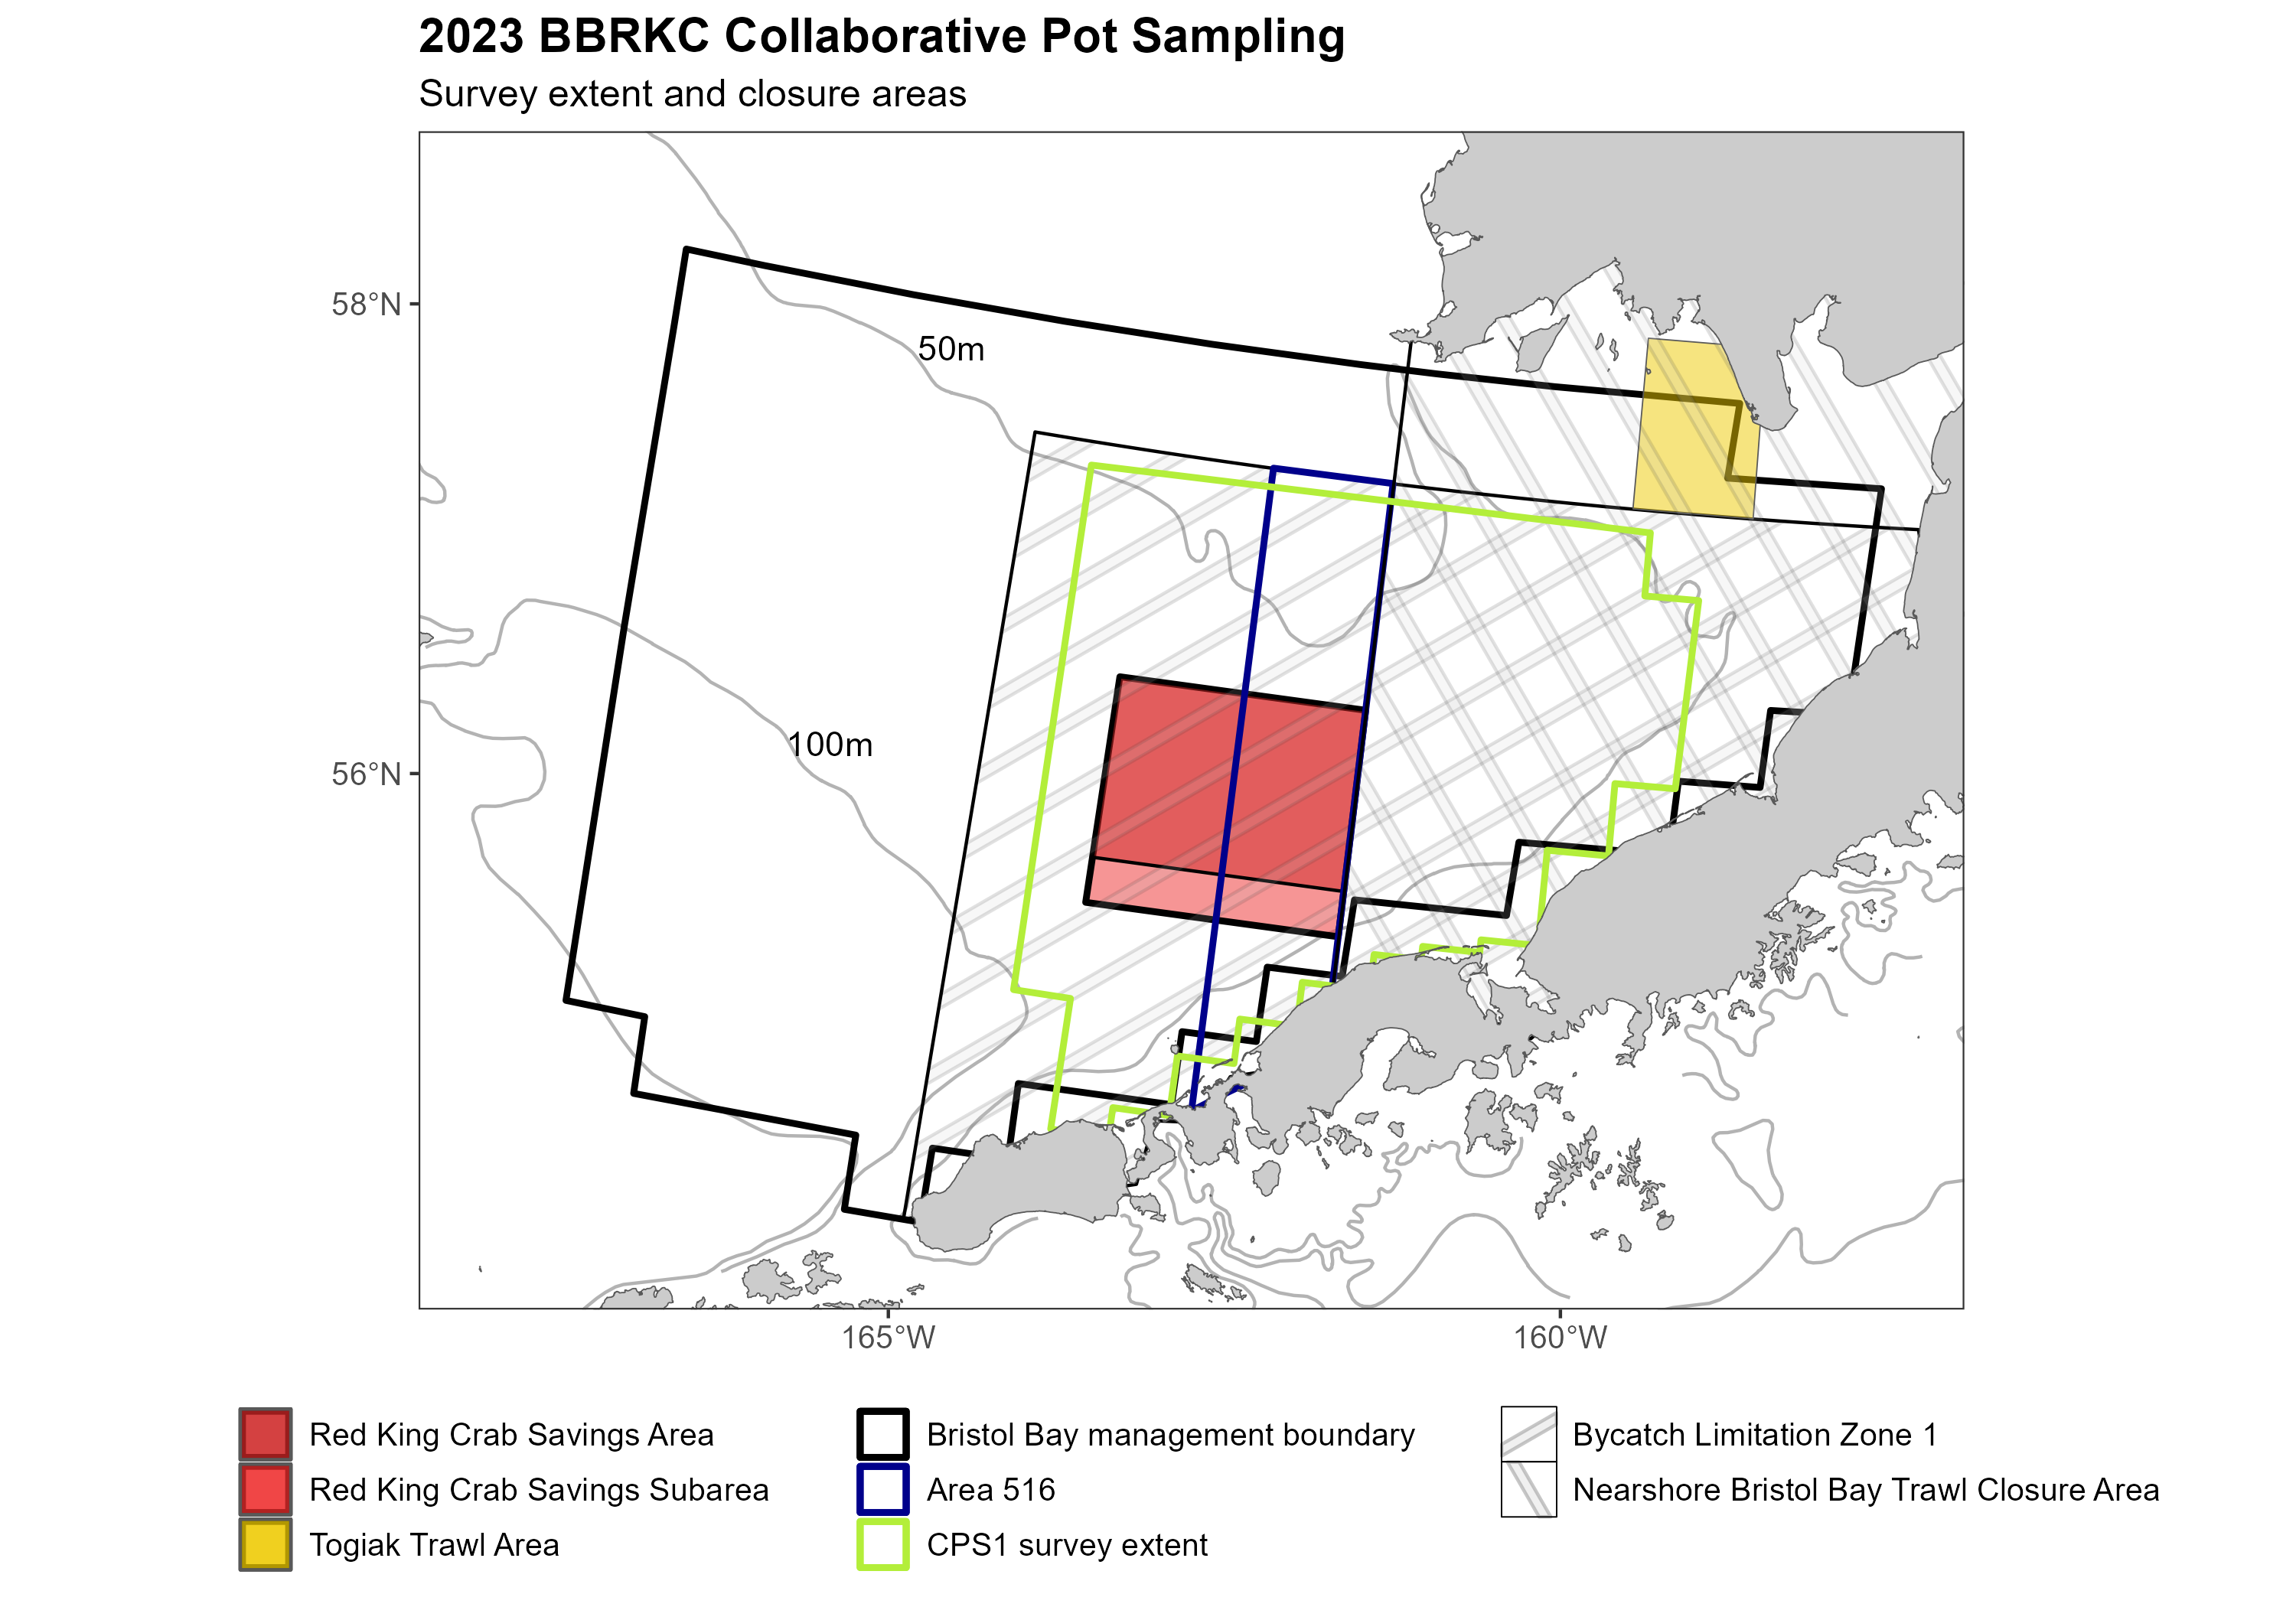 2023 BBRKC Collaborative Pot Sampling
Survey extent and closure areas
58°N
50m
56°N
100m
165°W
160°W
Red King Crab Savings Area
Red King Crab Savings Subarea
Togiak Trawl Area
Bristol Bay management boundary
Area 516
CPS1 survey extent
Bycatch Limitation Zone 1
Nearshore Bristol Bay Trawl Closure Area